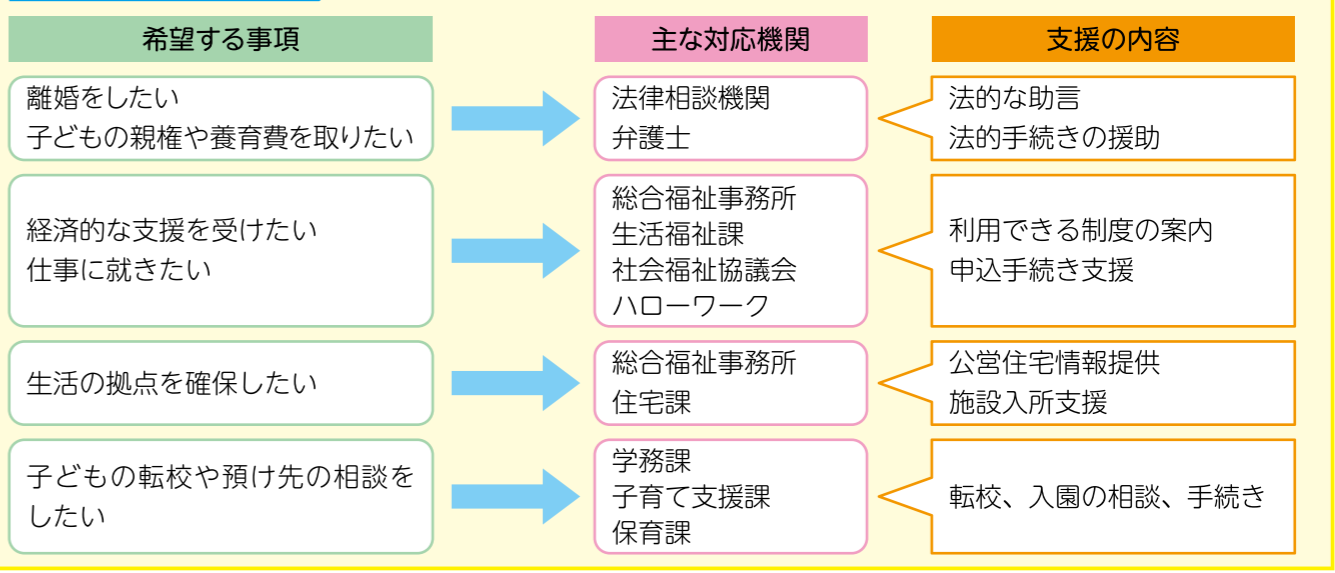 希望する事項
主な対応機関
支援の内容
離婚をしたい
子どもの親権や養育費を取りたい
法律相談機関
弁護士
法的な助言
法的手続きの援助
経済的な支援を受けたい
仕事に就きたい
総合福祉事務所
生活福祉課
社会福祉協議会
ハローワーク
利用できる制度の案内
申込手続き支援
生活の拠点を確保したい
総合福祉事務所
住宅課
公営住宅情報提供
施設入所支援
子どもの転校や預け先の相談を
したい
学務課
子育て支援課
保育課
転校、入園の相談、手続き